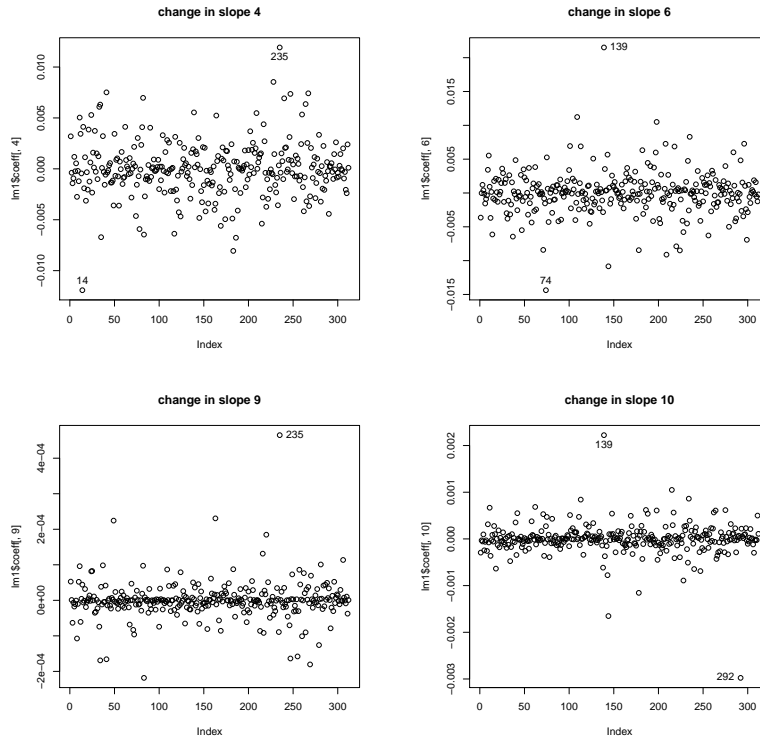 change in slope 4
lm1$coeff[, 4]
0.010
0.005
0.000
−0.005
−0.010
235
14
0 50 100 150 200 250 300
Index
change in slope 6
lm1$coeff[, 6]
0.015
0.005
−0.005
−0.015
139
74
0 50 100 150 200 250 300
Index
change in slope 9
lm1$coeff[, 9]
4e−04
2e−04
0e+00
−2e−04
235
0 50 100 150 200 250 300
Index
change in slope 10
lm1$coeff[, 10]
0.002
0.001
0.000
−0.001
−0.002
−0.003
139
292
0 50 100 150 200 250 300
Index